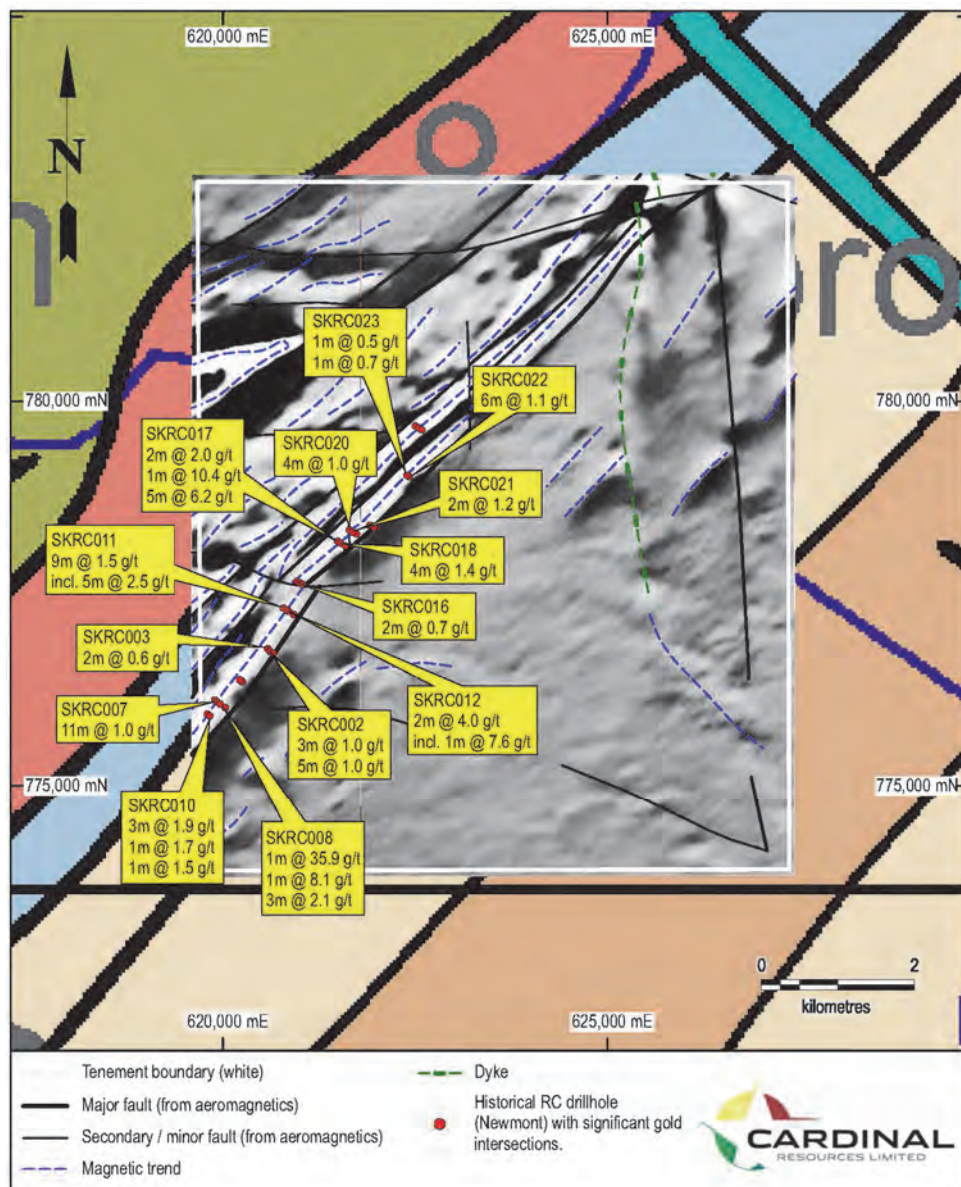 620,000 mE
625,000 mE
N
o
n
oro
SKRC023
1m @ 0.5 g/t
1m @ 0.7 g/t
780,000 mN
780,000 mN
SKRC022
6m @ 1.1 g/t
SKRC017
2m @ 2.0 g/t
1m @ 10.4 g/t
5m @ 6.2 g/t
SKRC020
4m @ 1.0 g/t
SKRC021
2m @ 1.2 g/t
SKRC011
9m @ 1.5 g/t
incl. 5m @ 2.5 g/t
SKRC018
4m @ 1.4 g/t
SKRC016
2m @ 0.7 g/t
SKRC003
2m @ 0.6 g/t
SKRC007
11m @ 1.0 g/t
SKRC002
3m @ 1.0 g/t
5m @ 1.0 g/t
SKRC012
2m @ 4.0 g/t
incl. 1m @ 7.6 g/t
775,000 mN
775,000 mN
SKRC010
3m @ 1.9 g/t
1m @ 1.7 g/t
1m @ 1.5 g/t
SKRC008
1m @ 35.9 g/t
1m @ 8.1 g/t
3m @ 2.1 g/t
0 2
kilometres
620,000 mE
625,000 mE
Tenement boundary (white)
Major fault (from aeromagnetics)
Secondary / minor fault (from aeromagnetics)
Magnetic trend
Dyke
Historical RC drillhole
(Newmont) with significant gold
intersections.
CARDINAL
RESOURCES LIMITED